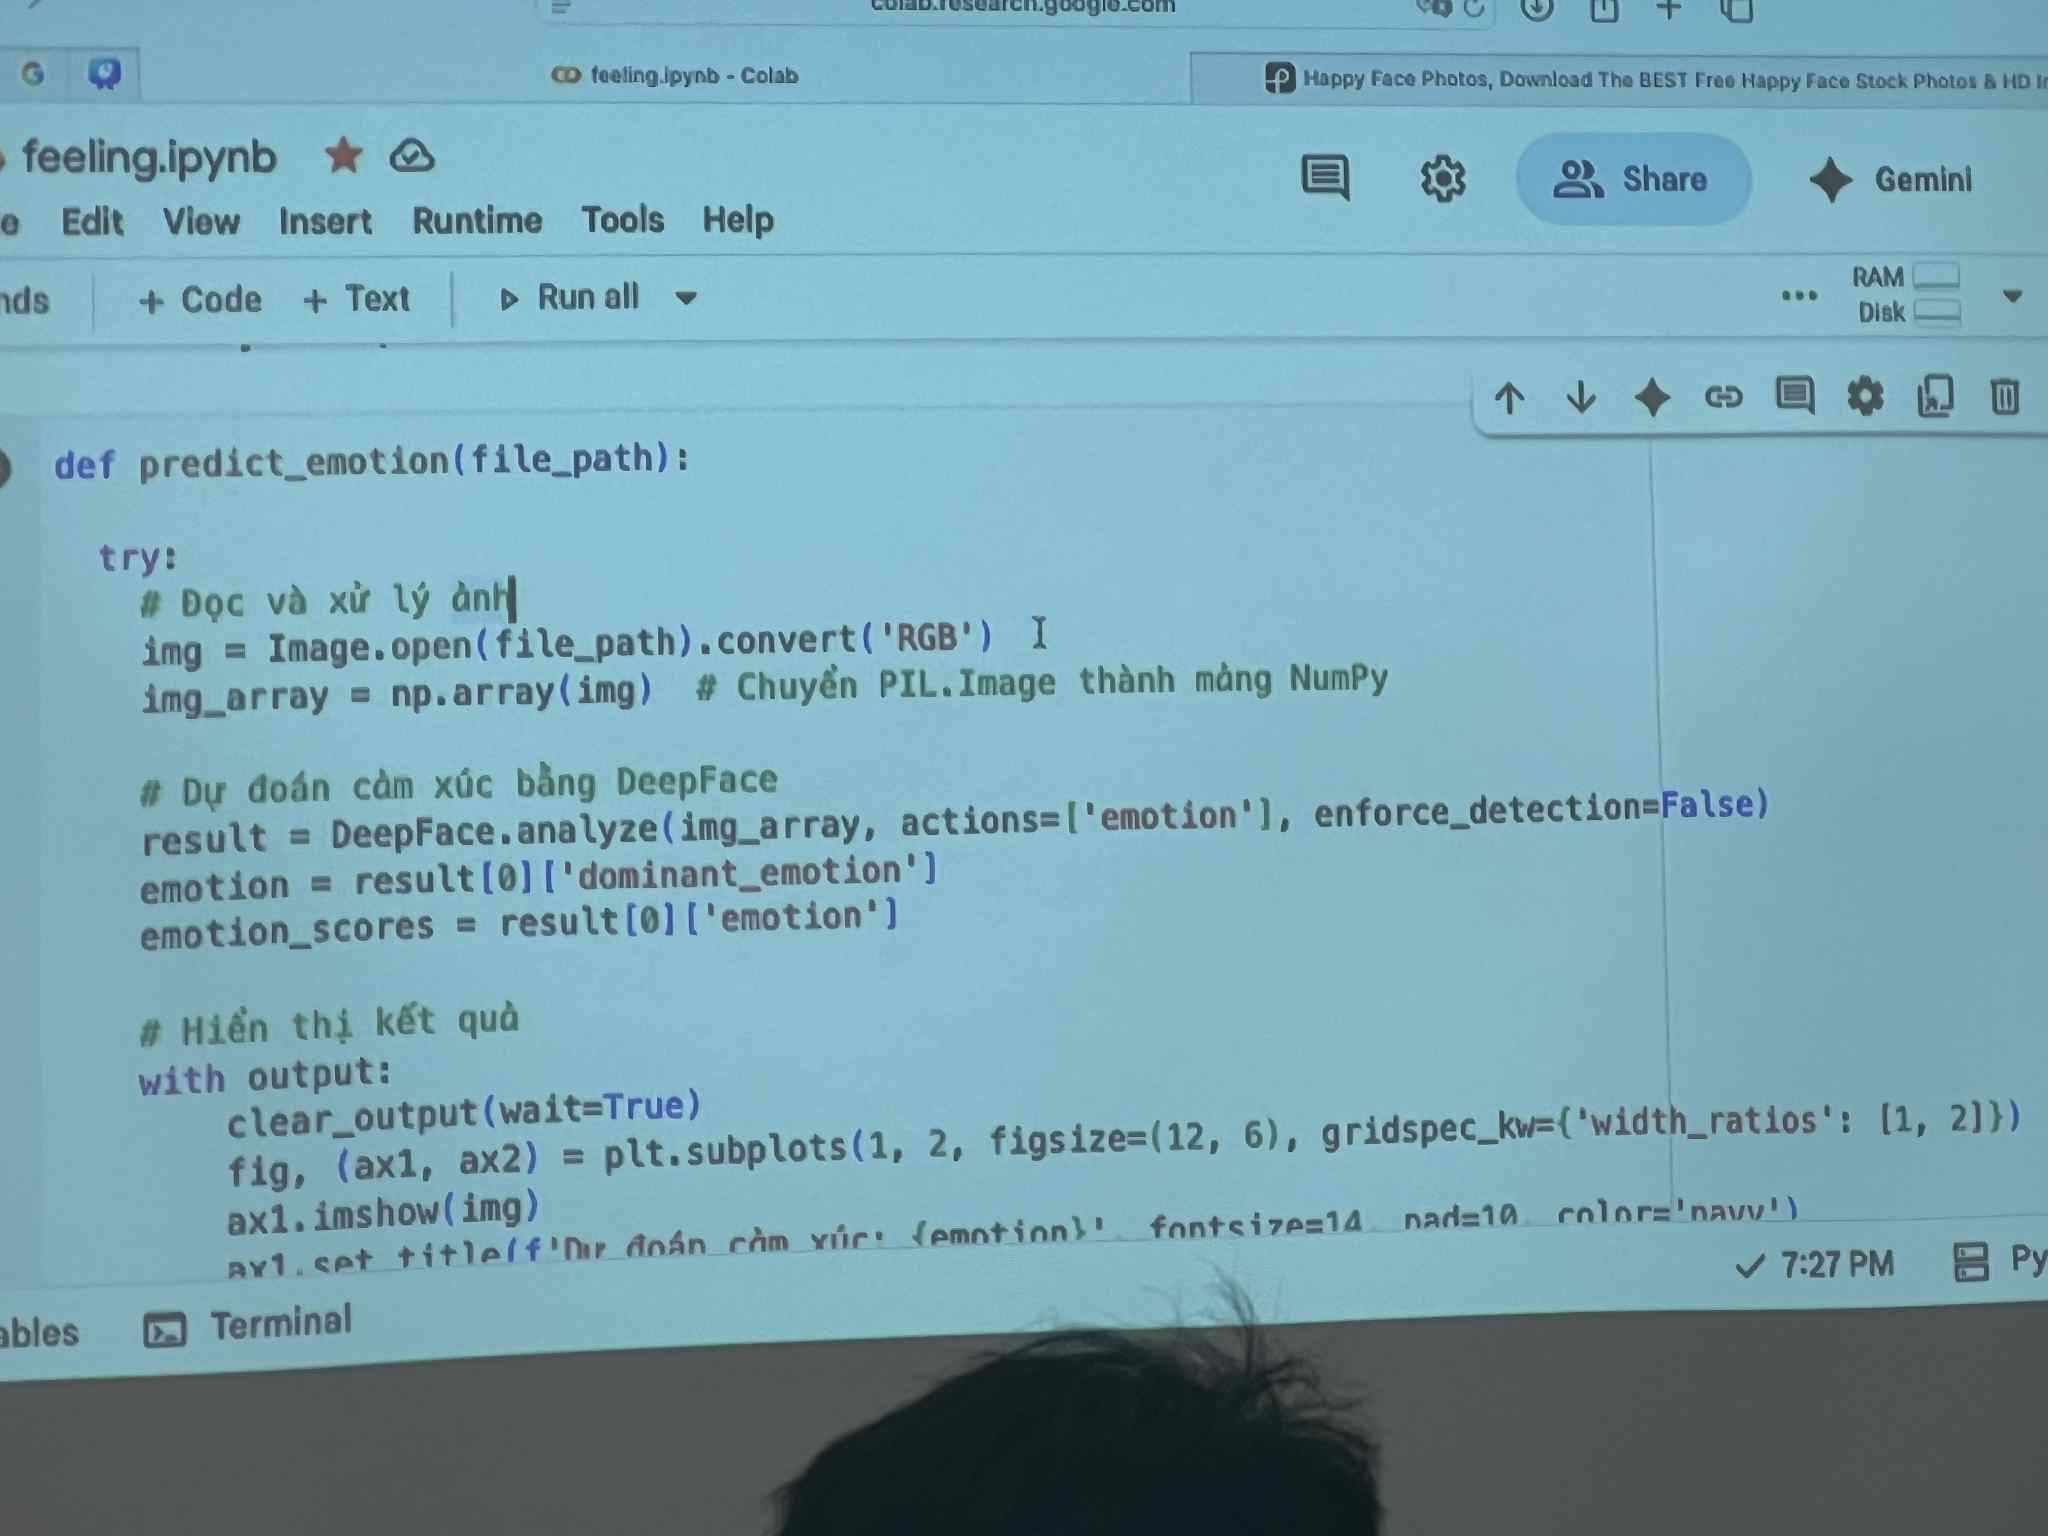 colab.research.google.com
feeling.ipynb - Colab
Happy Face Photos, Download The BEST Free Happy Face Stock Photos & HD
feeling.ipynb
Share
Gemini
Edit View Insert Runtime Tools Help
+ Code + Text Run all
RAM
Disk
def predict_emotion(file_path):
try:
# Đọc và xử lý ảnh
img = Image.open(file_path).convert('RGB')
img_array = np.array(img) # Chuyển PIL.Image thành mảng NumPy
# Dự đoán cảm xúc bằng DeepFace
result = DeepFace.analyze(img_array, actions=['emotion'], enforce_detection=False)
emotion = result[0]['dominant_emotion']
emotion_scores = result[0]['emotion']
# Hiển thị kết quả
with output:
clear_output(wait=True)
fig, (ax1, ax2) = plt.subplots(1, 2, figsize=(12, 6), gridspec_kw={'width_ratios': [1, 2]})
ax1.imshow(img)
ax1.set_title(f'Dự đoán cảm xúc: {emotion}', fontsize=14, pad=10, color='navy')
7:27 PM
Py
Terminal